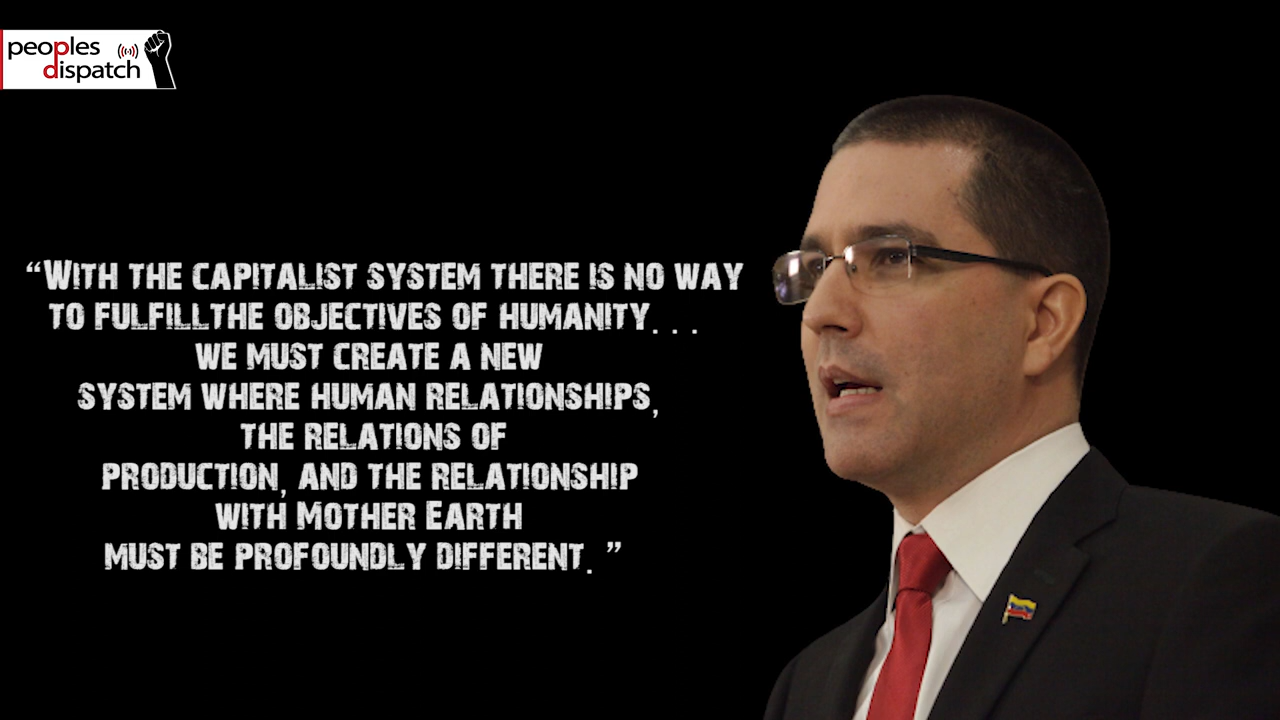 peoples
dispatch
“WITH THE CAPITALIST SYSTEM THERE IS NO WAY
TO FULFILLTHE OBJECTIVES OF HUMANITY. . .
WE MUST CREATE A NEW
SYSTEM WHERE HUMAN RELATIONSHIPS,
THE RELATIONS OF
PRODUCTION, AND THE RELATIONSHIP
WITH MOTHER EARTH
MUST BE PROFOUNDLY DIFFERENT. ”